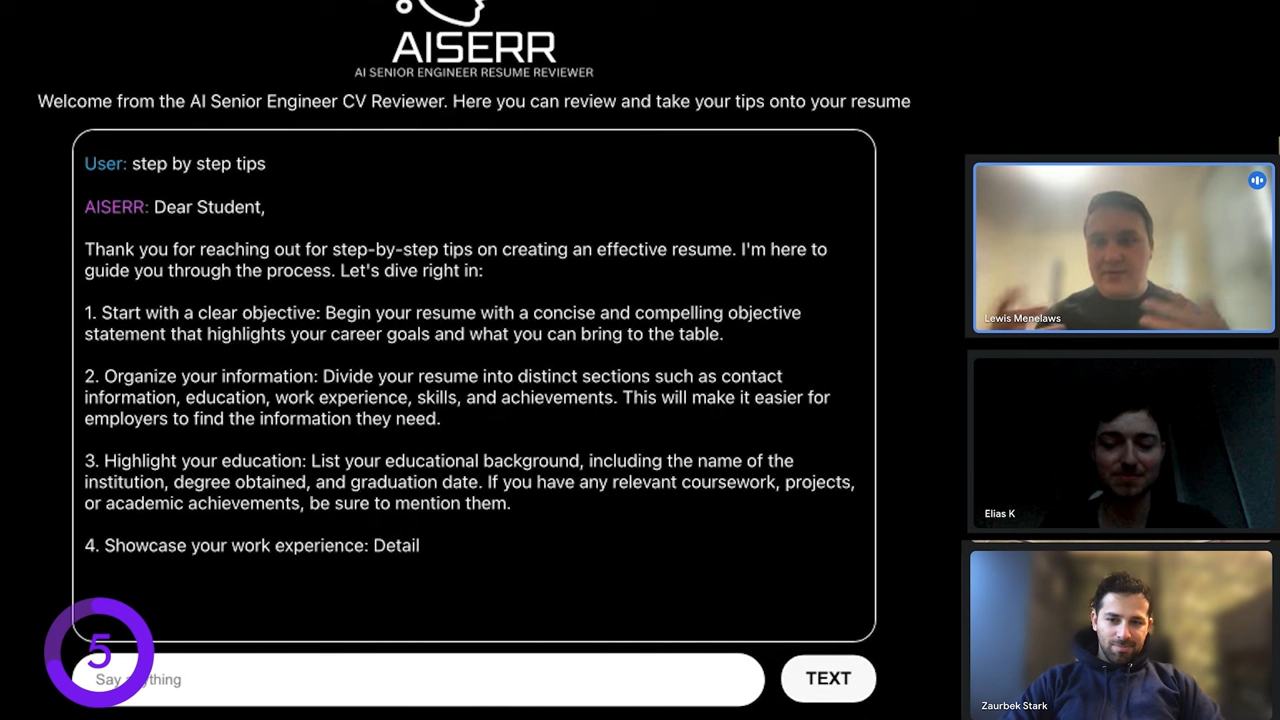 AISERR
AI SENIOR ENGINEER RESUME REVIEWER
Welcome from the AI Senior Engineer CV Reviewer. Here you can review and take your tips onto your resume
User: step by step tips
AISERR: Dear Student,
Thank you for reaching out for step-by-step tips on creating an effective resume. I'm here to
guide you through the process. Let's dive right in:
1. Start with a clear objective: Begin your resume with a concise and compelling objective
statement that highlights your career goals and what you can bring to the table.
2. Organize your information: Divide your resume into distinct sections such as contact
information, education, work experience, skills, and achievements. This will make it easier for
employers to find the information they need.
3. Highlight your education: List your educational background, including the name of the
institution, degree obtained, and graduation date. If you have any relevant coursework, projects,
or academic achievements, be sure to mention them.
4. Showcase your work experience: Detail
5
Say anything
TEXT
Lewis Menelaws
Elias K
Zaurbek Stark